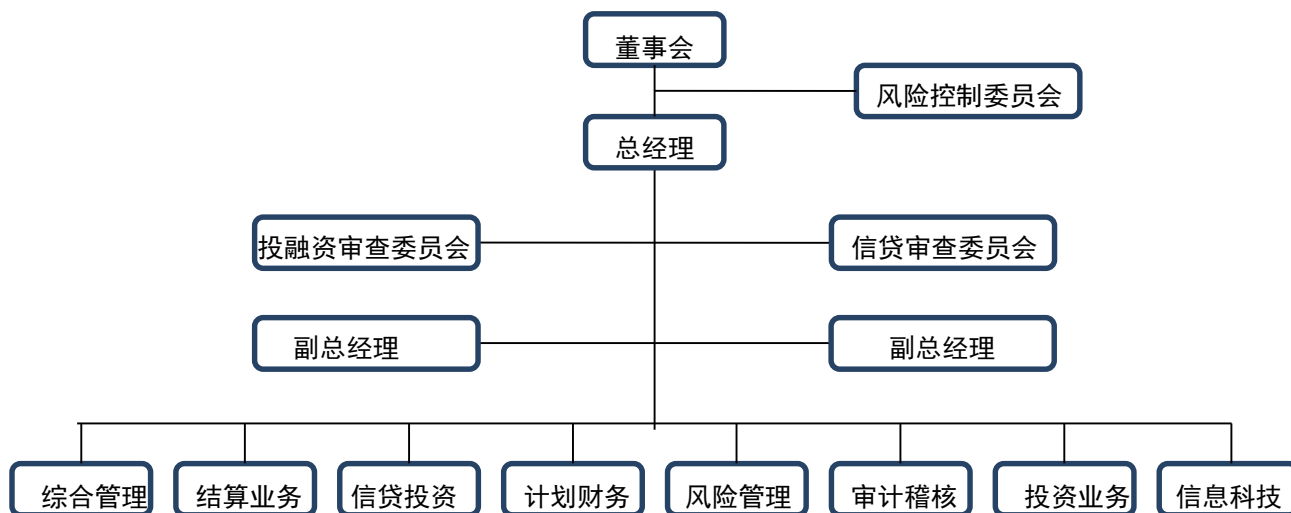 董事会
风险控制委员会
总经理
投融资审查委员会
信贷审查委员会
副总经理
副总经理
综合管理
结算业务
信贷投资
计划财务
风险管理
审计稽核
投资业务
信息科技